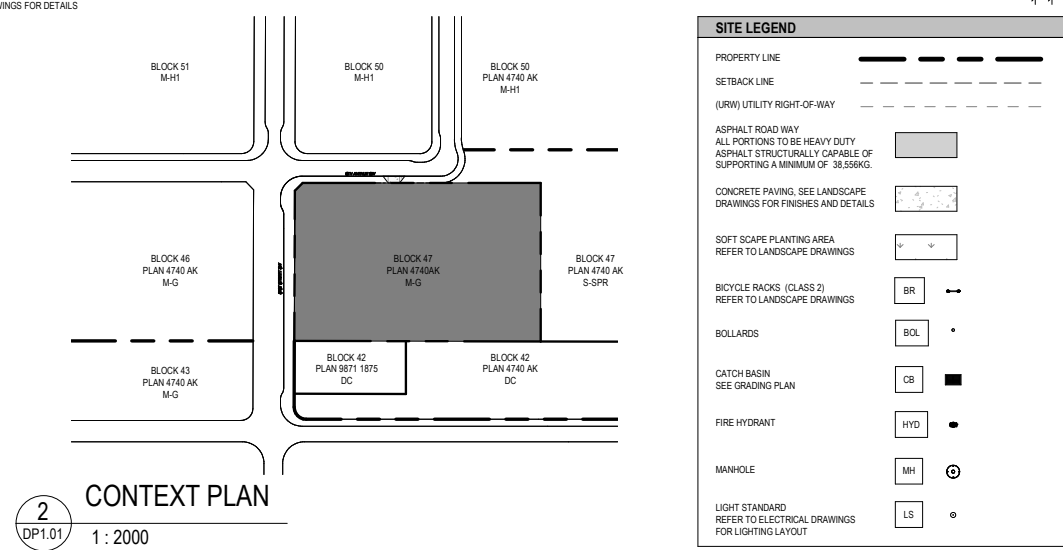 WINGS FOR DETAILS
BLOCK 51
M-H1
BLOCK 50
M-H1
BLOCK 50
PLAN 4740 AK
M-H1
BLOCK 46
PLAN 4740 AK
M-G
BLOCK 47
PLAN 4740AK
M-G
BLOCK 47
PLAN 4740 AK
S-SPR
BLOCK 43
PLAN 4740 AK
M-G
BLOCK 42
PLAN 9871 1875
DC
BLOCK 42
PLAN 4740 AK
DC
2
DP1.01
CONTEXT PLAN
1 : 2000
SITE LEGEND
PROPERTY LINE
SETBACK LINE
(URW) UTILITY RIGHT-OF-WAY
ASPHALT ROAD WAY
ALL PORTIONS TO BE HEAVY DUTY
ASPHALT STRUCTURALLY CAPABLE OF
SUPPORTING A MINIMUM OF 38,556KG.
CONCRETE PAVING, SEE LANDSCAPE
DRAWINGS FOR FINISHES AND DETAILS
SOFT SCAPE PLANTING AREA
REFER TO LANDSCAPE DRAWINGS
BICYCLE RACKS (CLASS 2)
REFER TO LANDSCAPE DRAWINGS
BR
BOLLARDS
BOL
CATCH BASIN
SEE GRADING PLAN
CB
FIRE HYDRANT
HYD
MANHOLE
MH
LIGHT STANDARD
REFER TO ELECTRICAL DRAWINGS
FOR LIGHTING LAYOUT
LS